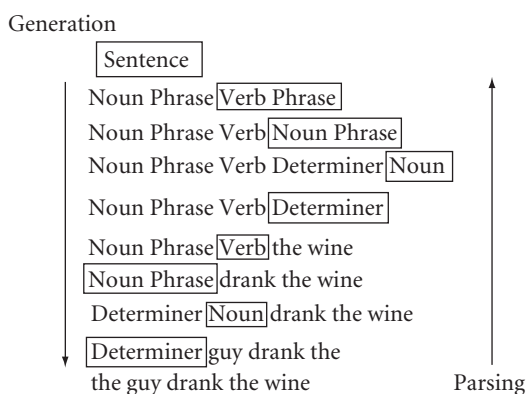 Generation
Sentence
Noun Phrase Verb Phrase
Noun Phrase Verb Noun Phrase
Noun Phrase Verb Determiner Noun
Noun Phrase Verb Determiner
Noun Phrase Verb the wine
Noun Phrase drank the wine
Determiner Noun drank the wine
Determiner guy drank the
the guy drank the wine
Parsing